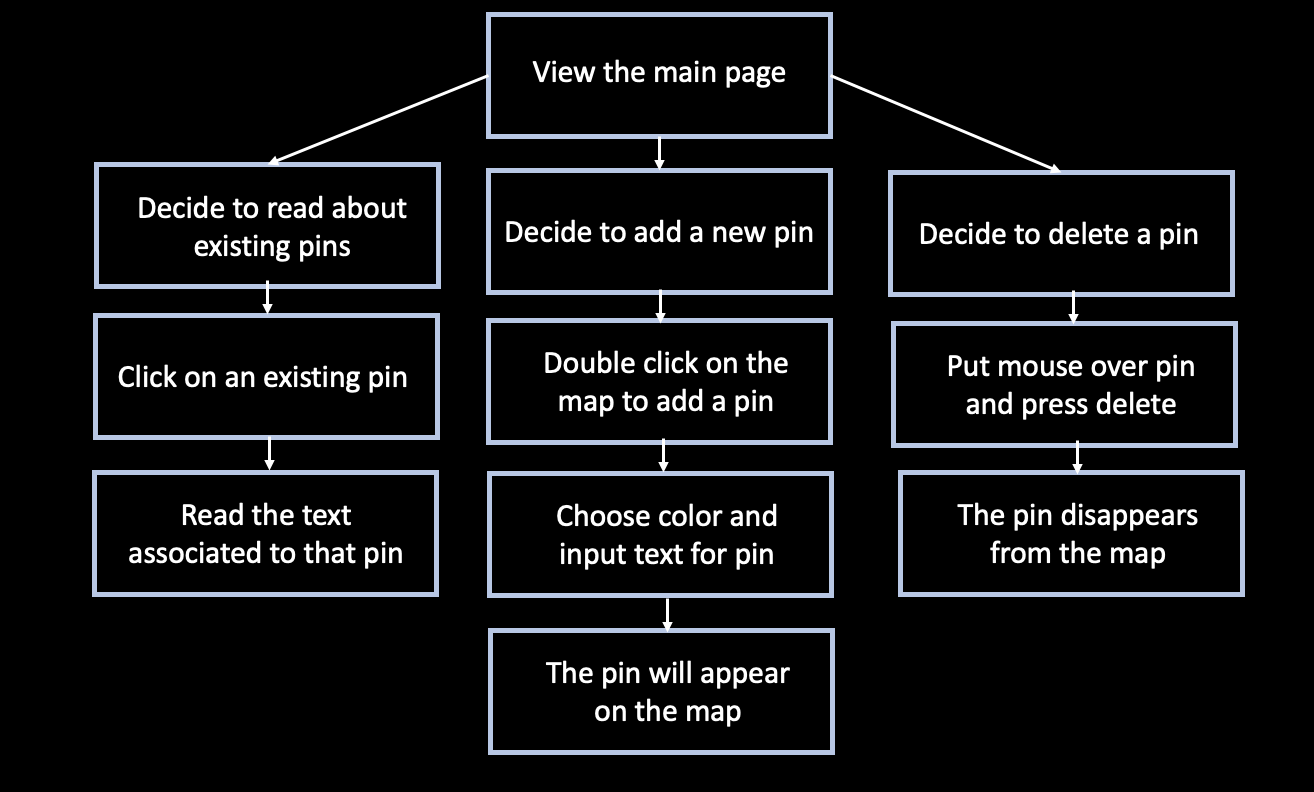 View the main page
Decide to read about
existing pins
Decide to add a new pin
Decide to delete a pin
Click on an existing pin
Double click on the
map to add a pin
Put mouse over pin
and press delete
Read the text
associated to that pin
Choose color and
input text for pin
The pin disappears
from the map
The pin will appear
on the map